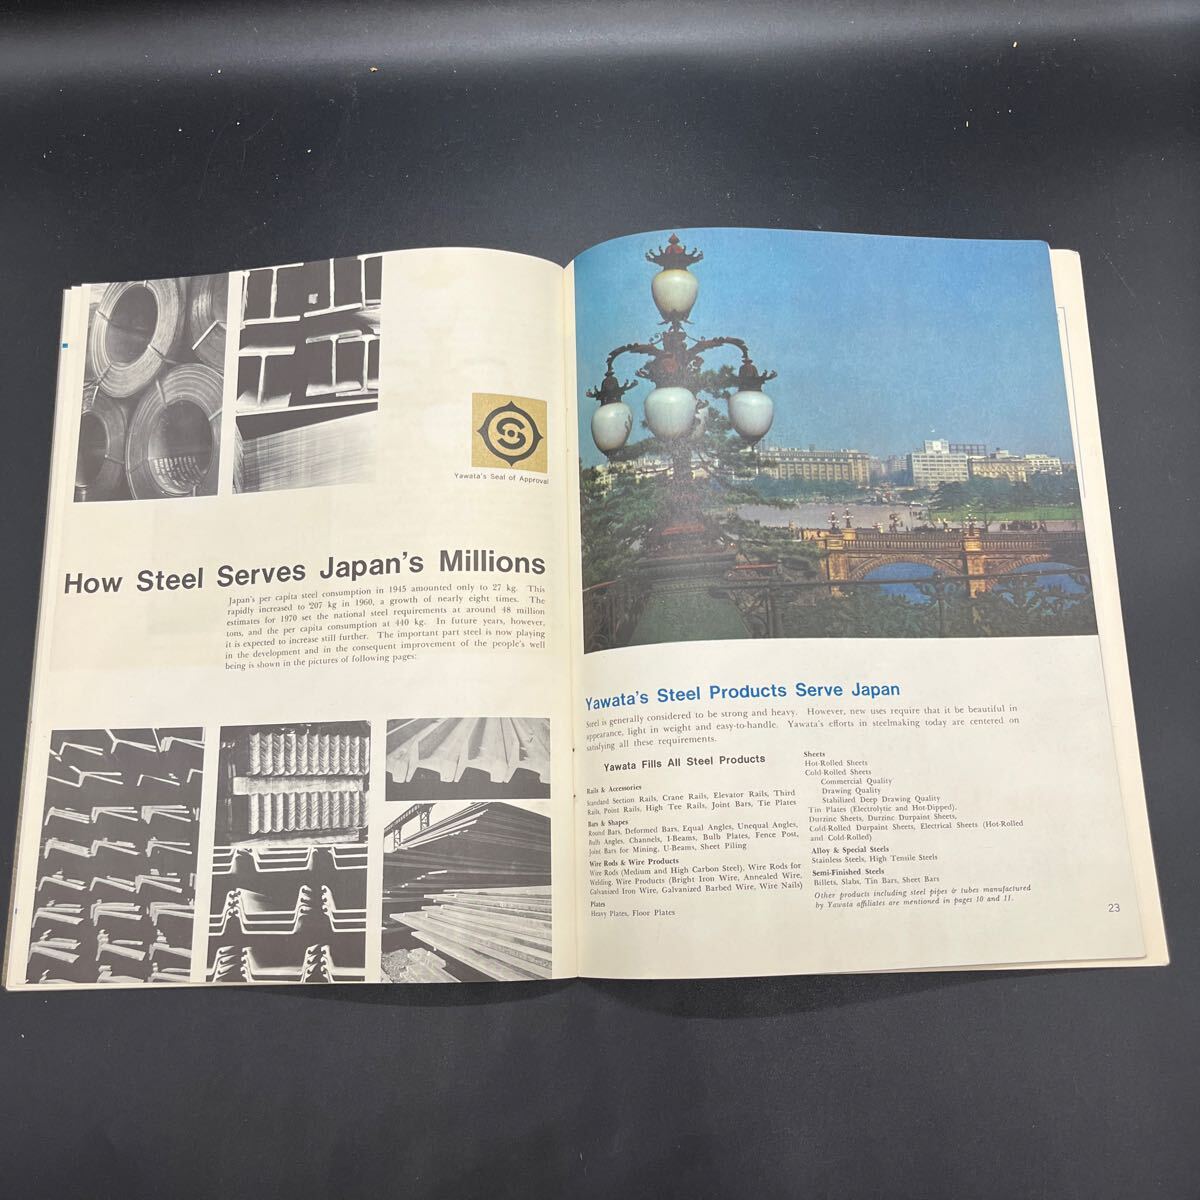 Yawata's Seal of Approval
How Steel Serves Japan's Millions
Japan's per capita steel consumption in 1945 amounted only to 27 kg. This
rapidly increased to 207 kg in 1960, a growth of nearly eight times. The
estimates for 1970 set the national steel requirements at around 48 million
tons, and the per capita consumption at 440 kg. In future years, however,
it is expected to increase still further. The important part steel is now playing
in the development and in the consequent improvement of the people's well
being is shown in the pictures of following pages:
Yawata's Steel Products Serve Japan
Steel is generally considered to be strong and heavy. However, new uses require that it be beautiful in
appearance, light in weight and easy-to-handle. Yawata's efforts in steelmaking today are centered on
satisfying all these requirements.
Yawata Fills All Steel Products
Rails & Accessories
Standard Section Rails, Crane Rails, Elevator Rails, Third
Rails, Point Rails, High Tee Rails, Joint Bars, Tie Plates
Bars & Shapes
Round Bars, Deformed Bars, Equal Angles, Unequal Angles,
Bulb Angles, Channels, I-Beams, Bulb Plates, Fence Post,
Joint Bars for Mining, U-Beams, Sheet Piling
Wire Rods & Wire Products
Wire Rods (Medium and High Carbon Steel), Wire Rods for
Welding, Wire Products (Bright Iron Wire, Annealed Wire,
Galvanized Iron Wire, Galvanized Barbed Wire, Wire Nails)
Plates
Heavy Plates, Floor Plates
Sheets
Hot-Rolled Sheets
Cold-Rolled Sheets
Commercial Quality
Drawing Quality
Stabilized Deep Drawing Quality
Tin Plates (Electrolytic and Hot-Dipped).
Durzinc Sheets, Durzinc Durpaint Sheets,
Cold-Rolled Durpaint Sheets, Electrical Sheets (Hot-Rolled
and Cold-Rolled)
Alloy & Special Steels
Stainless Steels, High Tensile Steels
Semi-Finished Steels
Billets, Slabs, Tin Bars, Sheet Bars
Other products including steel pipes & tubes manufactured
by Yawata affiliates are mentioned in pages 10 and 11.
23